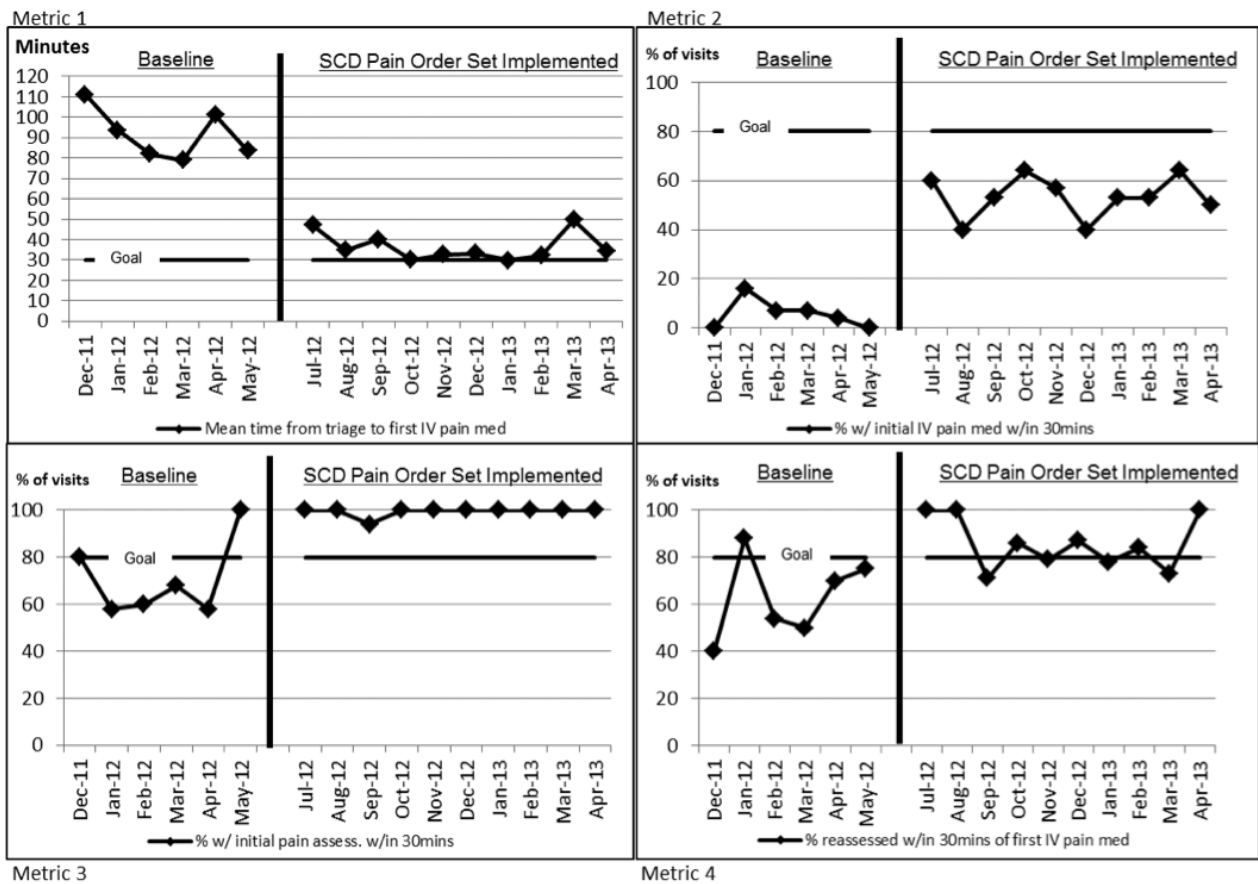 Metric 1
Minutes
Baseline
SCD Pain Order Set Implemented
120
110
100
90
80
70
60
50
40
30
20
10
0
Goal
Dec-11
Jan-12
Feb-12
Mar-12
Apr-12
May-12
Jul-12
Aug-12
Sep-12
Oct-12
Nov-12
Dec-12
Jan-13
Feb-13
Mar-13
Apr-13
Mean time from triage to first IV pain med
Metric 2
% of visits
Baseline
SCD Pain Order Set Implemented
100
80
60
40
20
0
Goal
Dec-11
Jan-12
Feb-12
Mar-12
Apr-12
May-12
Jul-12
Aug-12
Sep-12
Oct-12
Nov-12
Dec-12
Jan-13
Feb-13
Mar-13
Apr-13
% w/ initial IV pain med w/in 30mins
% of visits
Baseline
SCD Pain Order Set Implemented
100
80
60
40
20
0
Goal
Dec-11
Jan-12
Feb-12
Mar-12
Apr-12
May-12
Jul-12
Aug-12
Sep-12
Oct-12
Nov-12
Dec-12
Jan-13
Feb-13
Mar-13
Apr-13
% w/ initial pain assess. w/in 30mins
Metric 3
% of visits
Baseline
SCD Pain Order Set Implemented
100
80
60
40
20
0
Goal
Dec-11
Jan-12
Feb-12
Mar-12
Apr-12
May-12
Jul-12
Aug-12
Sep-12
Oct-12
Nov-12
Dec-12
Jan-13
Feb-13
Mar-13
Apr-13
% reassessed w/in 30mins of first IV pain med
Metric 4